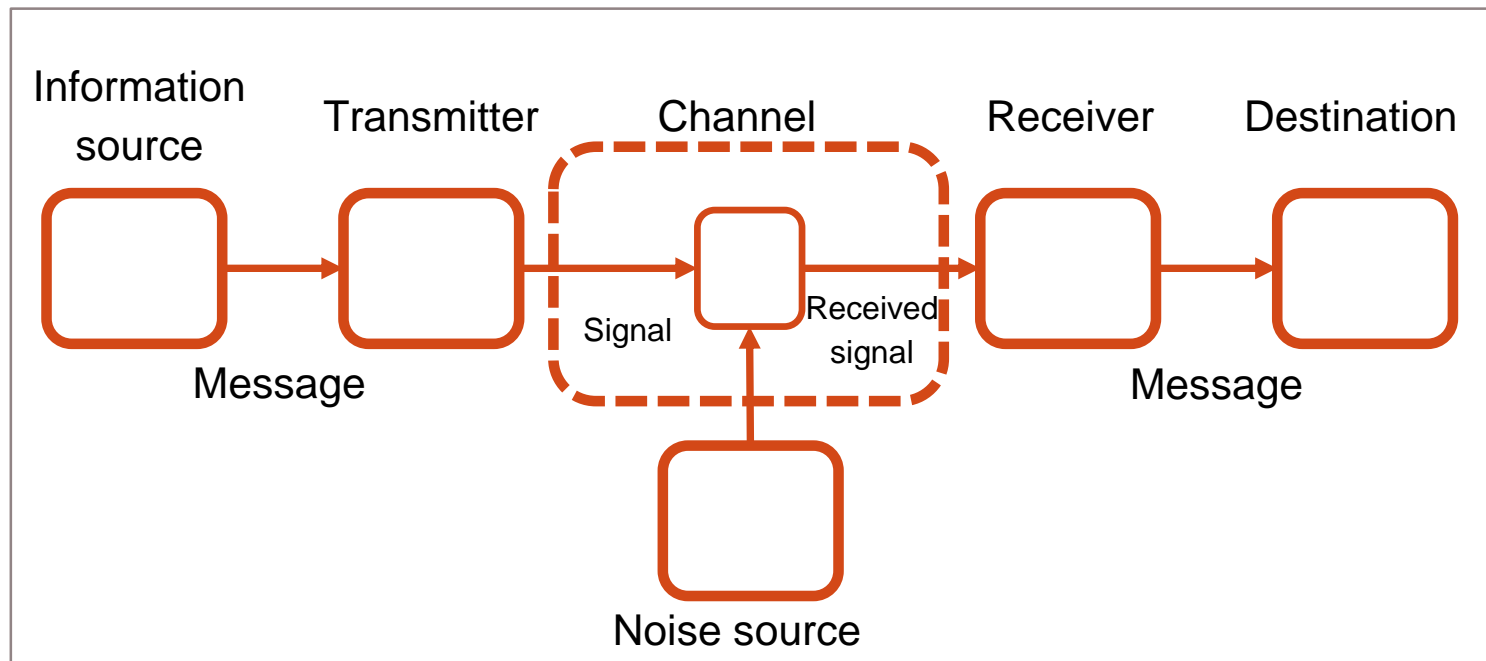 Information
source
Transmitter
Channel
Receiver
Destination
Signal
Received
signal
Message
Message
Noise source